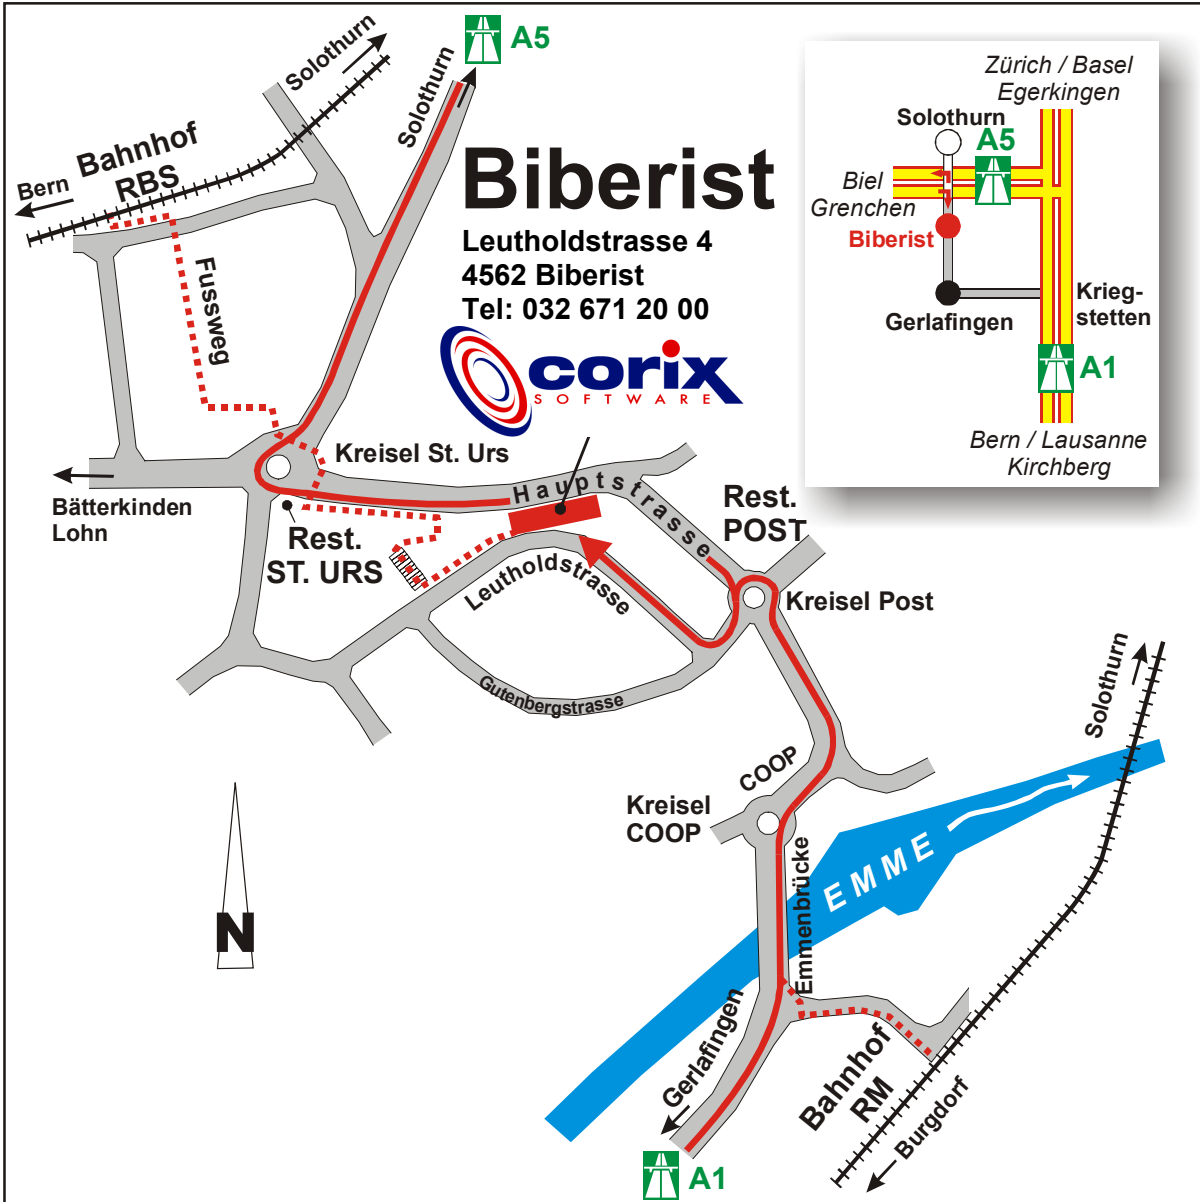 Solothurn
A5
Solothurn
Bahnhof
RBS
Bern
Fussweg
Biberist
Leutholdstrasse 4
4562 Biberist
Tel: 032 671 20 00
corix
SOFTWARE
Zürich / Basel
Egerkingen
Solothurn
A5
Biel
Grenchen
Biberist
Gerlafingen
Krieg-
stetten
A1
Bern / Lausanne
Kirchberg
Kreisel St. Urs
Bätterkinden
Lohn
Rest.
ST. URS
Hauptstrasse
Rest.
POST
Leutholdstrasse
Kreisel Post
Gutenbergstrasse
Solothurn
COOP
Kreisel
COOP
EMME
Emmenbrücke
N
Gerlafingen
Bahnhof
RM
Burgdorf
A1